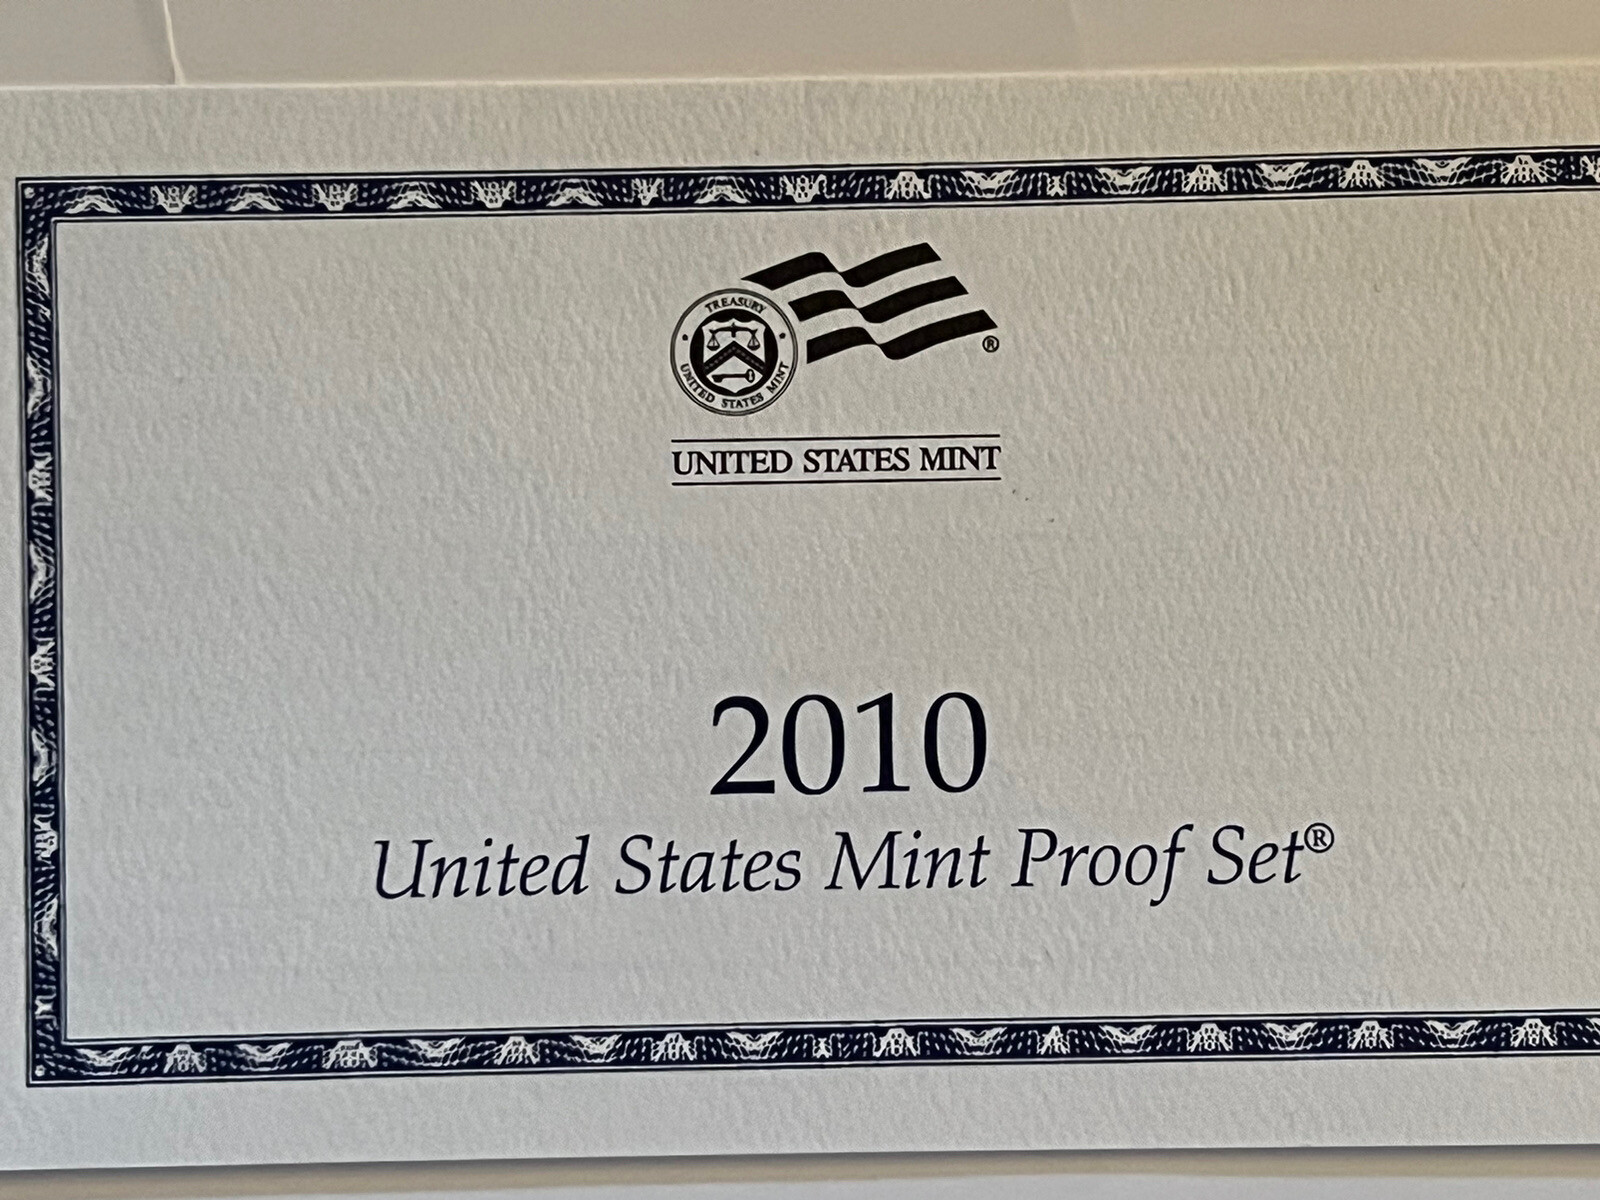 TREASURY
UNITED STATES MINT
®
UNITED STATES MINT
2010
United States Mint Proof Set®